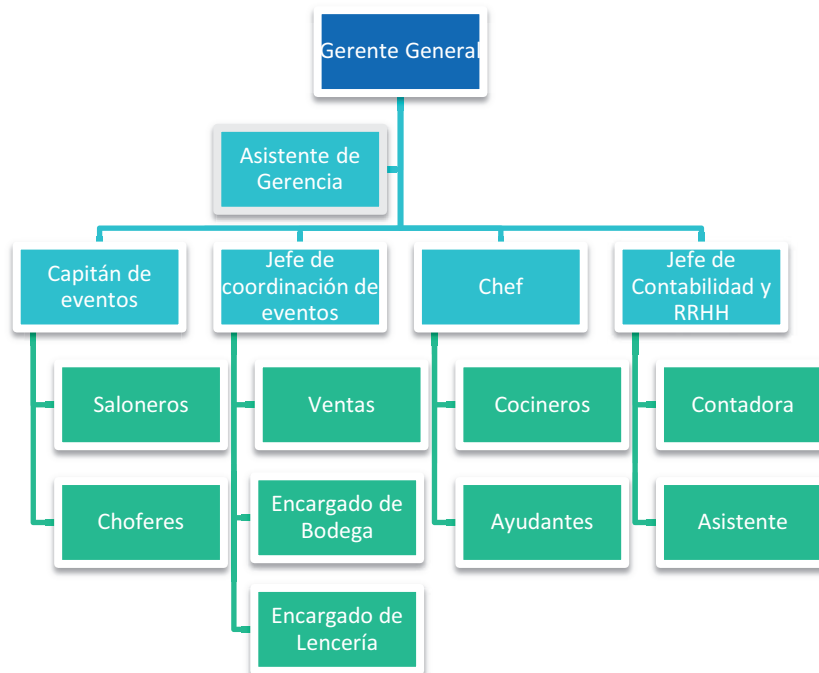 Gerente General
Asistente de
Gerencia
Capitán de
eventos
Jefe de
coordinación de
eventos
Chef
Jefe de
Contabilidad y
RRHH
Saloneros
Ventas
Cocineros
Contadora
Choferes
Encargado de
Bodega
Ayudantes
Asistente
Encargado de
Lencería